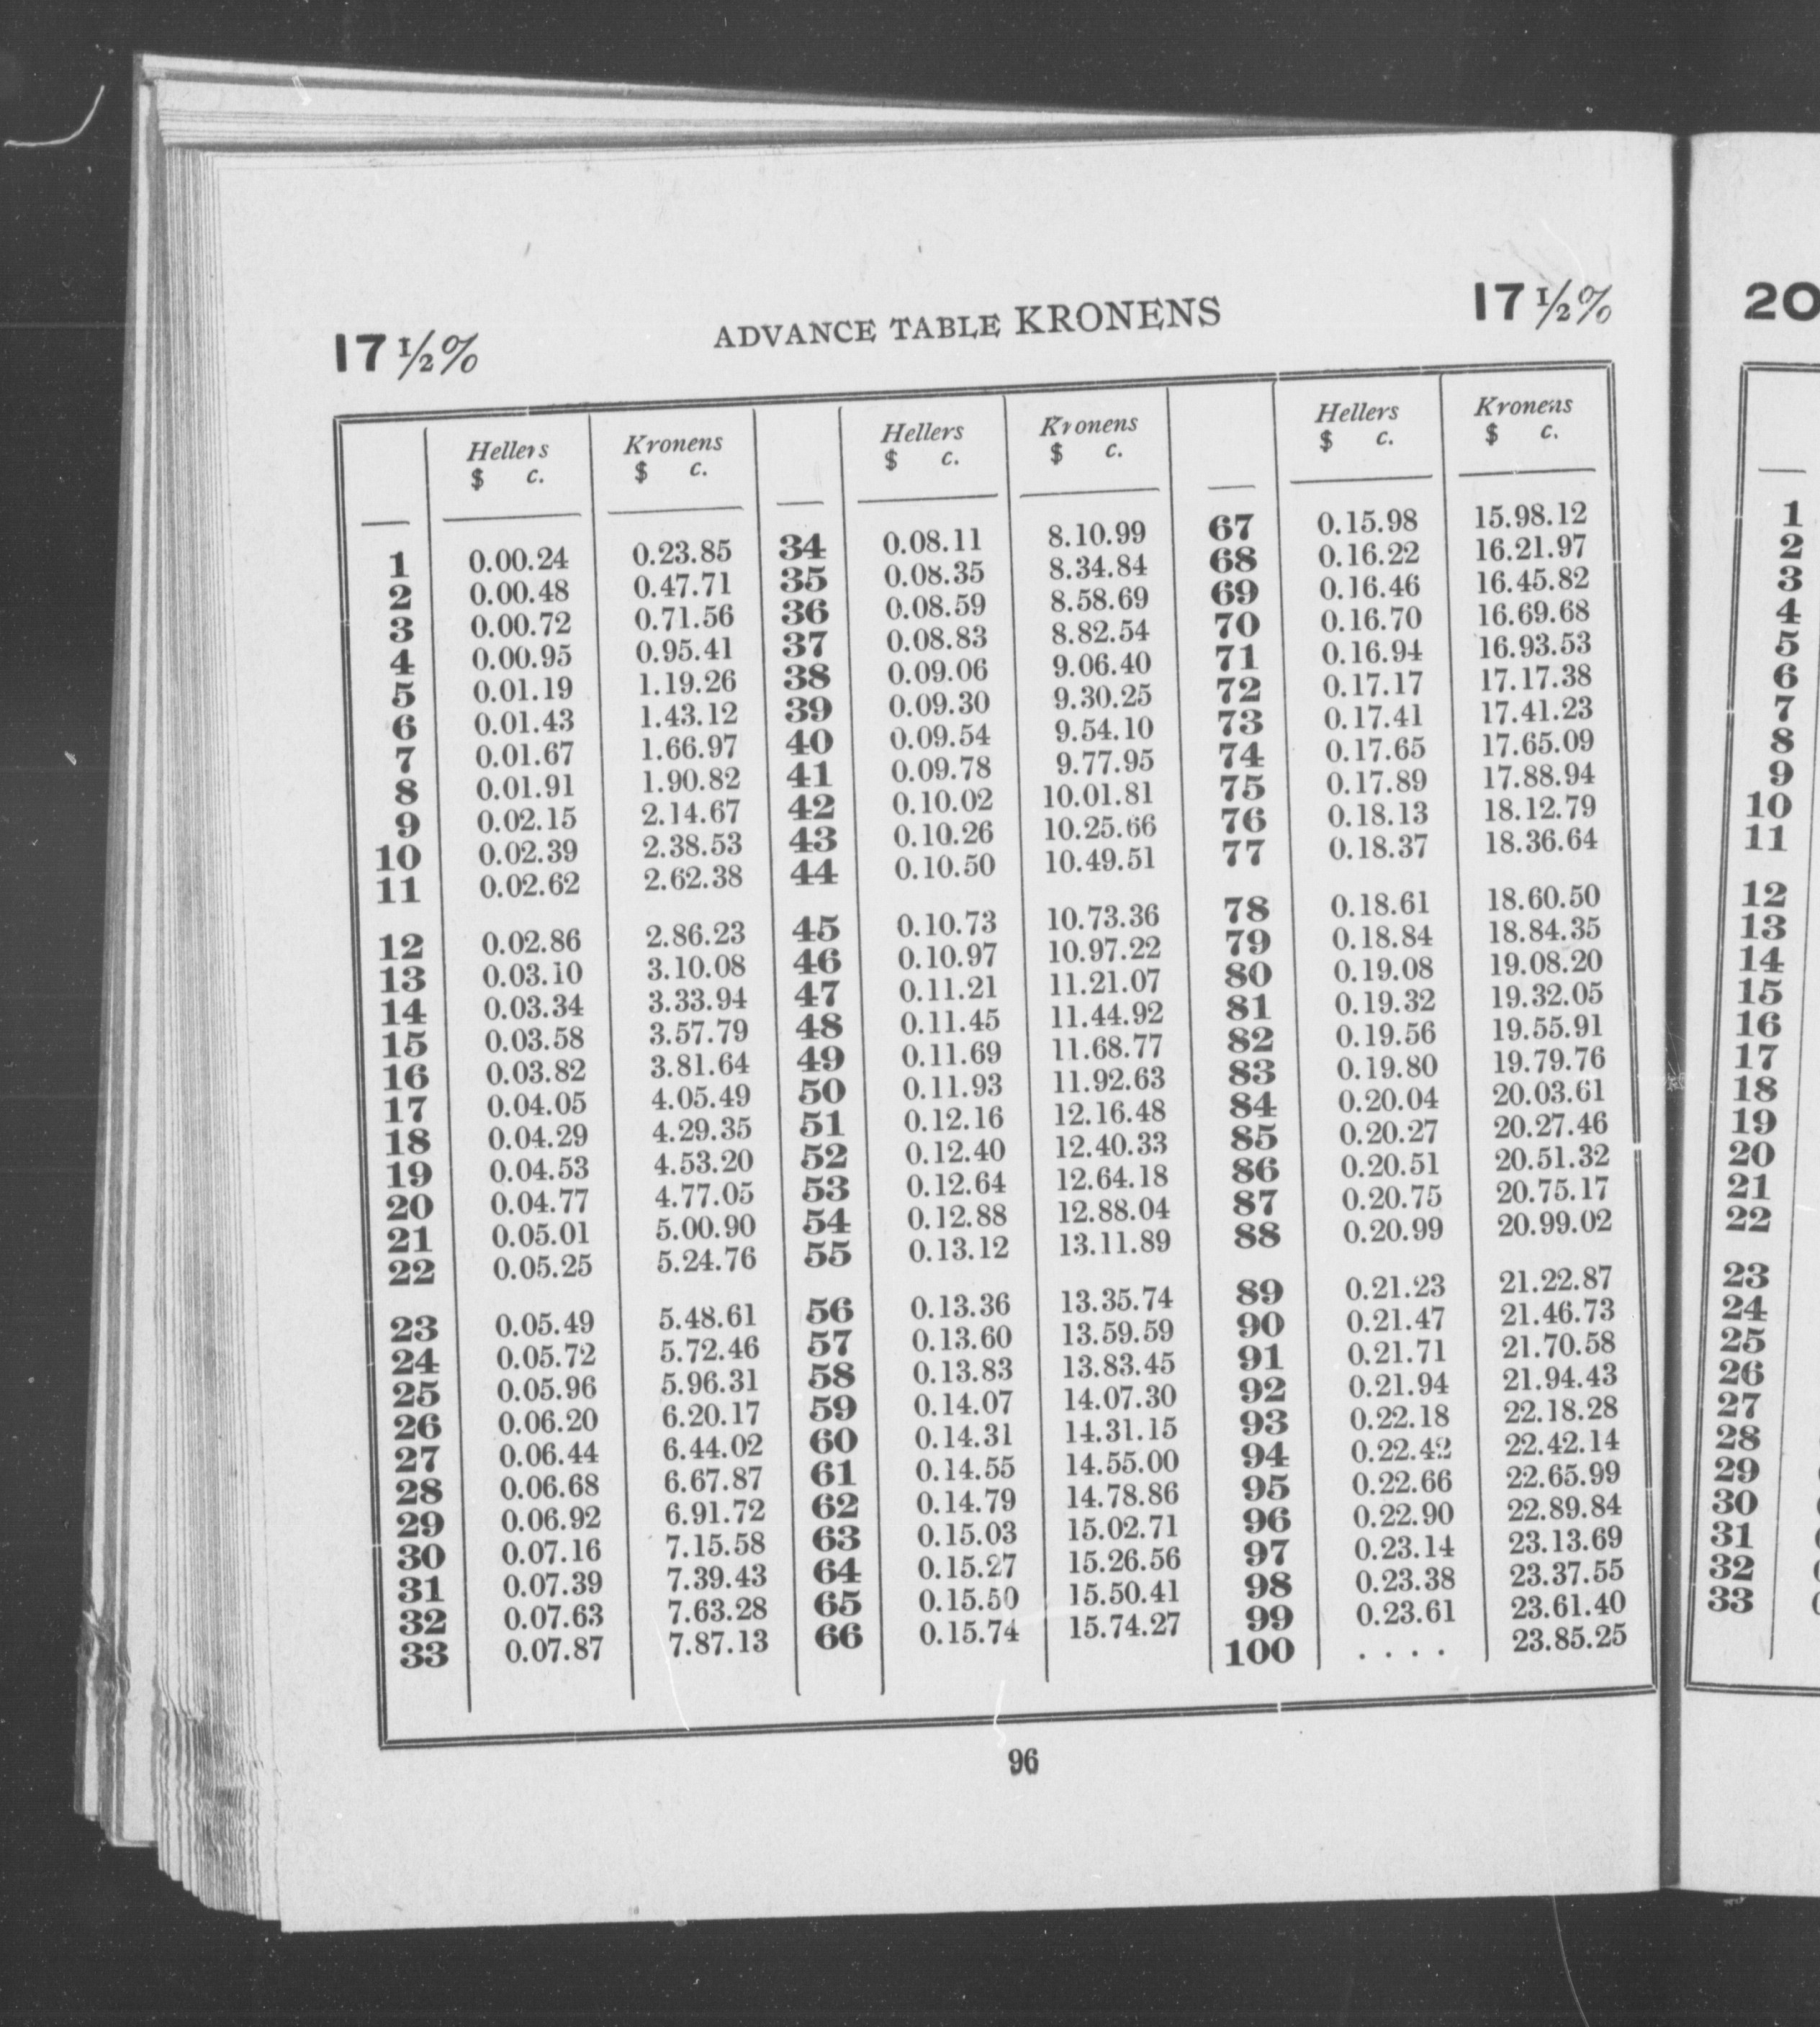 17 ½% ADVANCE TABLE KRONENS 17 ½%
Hellers Kronens Hellers Kronens Hellers Kronens
$ c. $ c. $ c. $ c. $ c. $ c.
1 0.00.24 0.23.85 34 0.08.11 8.10.99 67 0.15.98 15.98.12
2 0.00.48 0.47.71 35 0.08.35 8.34.84 68 0.16.22 16.21.97
3 0.00.72 0.71.56 36 0.08.59 8.58.69 69 0.16.46 16.45.82
4 0.00.95 0.95.41 37 0.08.83 8.82.54 70 0.16.70 16.69.68
5 0.01.19 1.19.26 38 0.09.06 9.06.40 71 0.16.94 16.93.53
6 0.01.43 1.43.12 39 0.09.30 9.30.25 72 0.17.17 17.17.38
7 0.01.67 1.66.97 40 0.09.54 9.54.10 73 0.17.41 17.41.23
8 0.01.91 1.90.82 41 0.09.78 9.77.95 74 0.17.65 17.65.09
9 0.02.15 2.14.67 42 0.10.02 10.01.81 75 0.17.89 17.88.94
10 0.02.39 2.38.53 43 0.10.26 10.25.66 76 0.18.13 18.12.79
11 0.02.62 2.62.38 44 0.10.50 10.49.51 77 0.18.37 18.36.64
12 0.02.86 2.86.23 45 0.10.73 10.73.36 78 0.18.61 18.60.50
13 0.03.10 3.10.08 46 0.10.97 10.97.22 79 0.18.84 18.84.35
14 0.03.34 3.33.94 47 0.11.21 11.21.07 80 0.19.08 19.08.20
15 0.03.58 3.57.79 48 0.11.45 11.44.92 81 0.19.32 19.32.05
16 0.03.82 3.81.64 49 0.11.69 11.68.77 82 0.19.56 19.55.91
17 0.04.05 4.05.49 50 0.11.93 11.92.63 83 0.19.80 19.79.76
18 0.04.29 4.29.35 51 0.12.16 12.16.48 84 0.20.04 20.03.61
19 0.04.53 4.53.20 52 0.12.40 12.40.33 85 0.20.27 20.27.46
20 0.04.77 4.77.05 53 0.12.64 12.64.18 86 0.20.51 20.51.32
21 0.05.01 5.00.90 54 0.12.88 12.88.04 87 0.20.75 20.75.17
22 0.05.25 5.24.76 55 0.13.12 13.11.89 88 0.20.99 20.99.02
23 0.05.49 5.48.61 56 0.13.36 13.35.74 89 0.21.23 21.22.87
24 0.05.72 5.72.46 57 0.13.60 13.59.59 90 0.21.47 21.46.73
25 0.05.96 5.96.31 58 0.13.83 13.83.45 91 0.21.71 21.70.58
26 0.06.20 6.20.17 59 0.14.07 14.07.30 92 0.21.94 21.94.43
27 0.06.44 6.44.02 60 0.14.31 14.31.15 93 0.22.18 22.18.28
28 0.06.68 6.67.87 61 0.14.55 14.55.00 94 0.22.42 22.42.14
29 0.06.92 6.91.72 62 0.14.79 14.78.86 95 0.22.66 22.65.99
30 0.07.16 7.15.58 63 0.15.03 15.02.71 96 0.22.90 22.89.84
31 0.07.39 7.39.43 64 0.15.27 15.26.56 97 0.23.14 23.13.69
32 0.07.63 7.63.28 65 0.15.50 15.50.41 98 0.23.38 23.37.55
33 0.07.87 7.87.13 66 0.15.74 15.74.27 99 0.23.61 23.61.40
100 .... 23.85.25
96
20
1
2
3
4
5
6
7
8
9
10
11
12
13
14
15
16
17
18
19
20
21
22
23
24
25
26
27
28
29
30
31
32
33